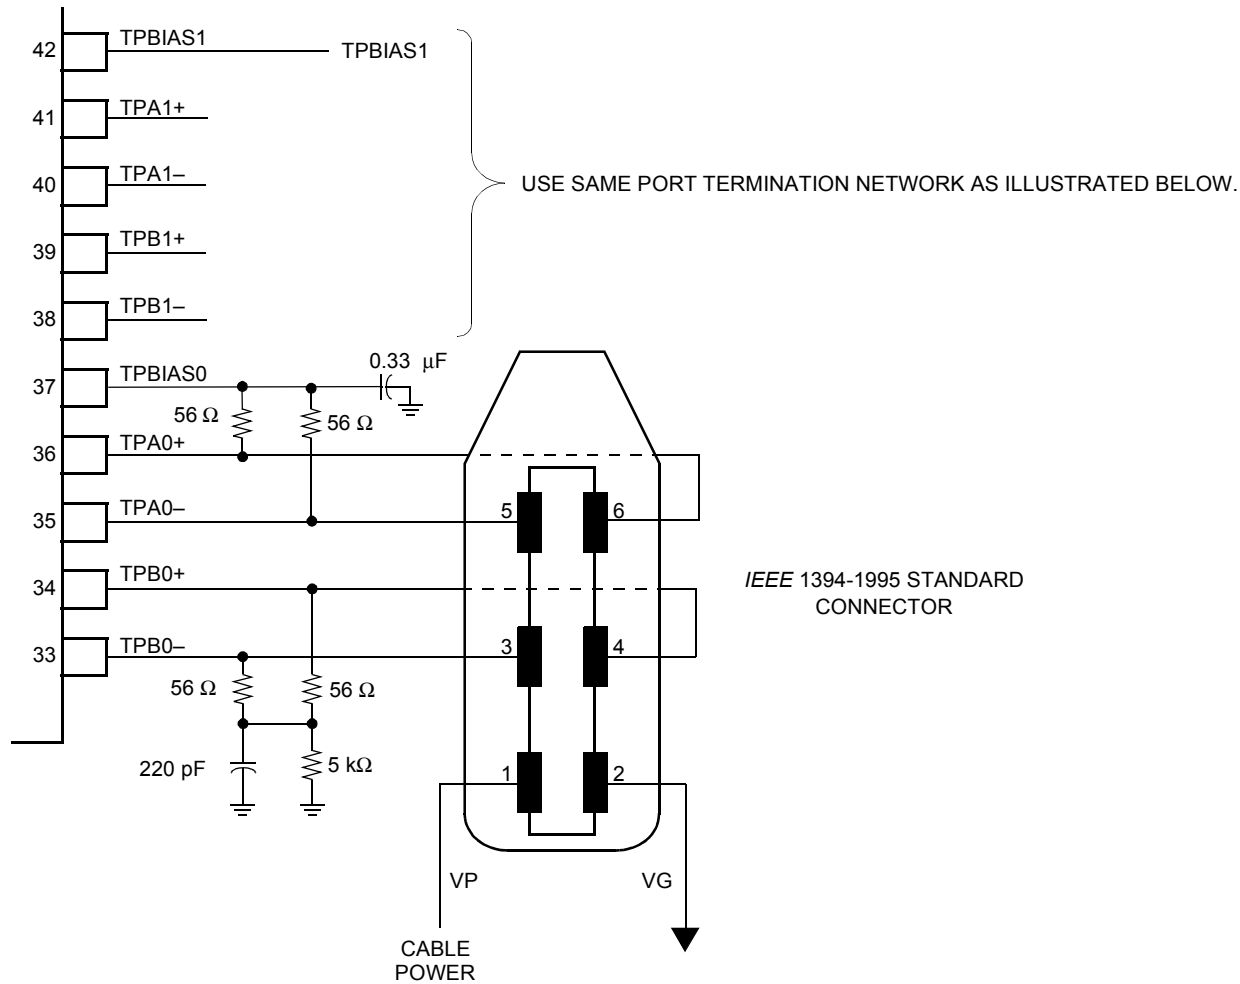 42
TPBIAS1
TPBIAS1
41
TPA1+
40
TPA1–
USE SAME PORT TERMINATION NETWORK AS ILLUSTRATED BELOW.
39
TPB1+
38
TPB1–
37
TPBIAS0
0.33 µF
56 Ω
56 Ω
36
TPA0+
35
TPA0–
5
6
34
TPB0+
IEEE 1394-1995 STANDARD
CONNECTOR
33
TPB0–
3
4
56 Ω
56 Ω
220 pF
5 kΩ
1
2
VP
VG
CABLE
POWER